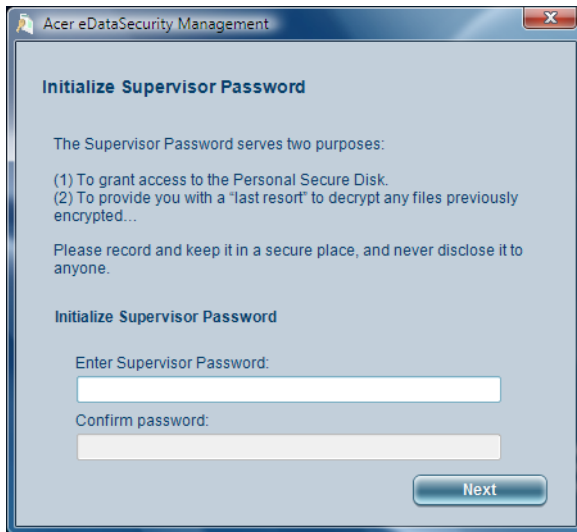 Acer eDataSecurity Management
Initialize Supervisor Password
The Supervisor Password serves two purposes:
(1) To grant access to the Personal Secure Disk.
(2) To provide you with a “last resort” to decrypt any files previously
encrypted...
Please record and keep it in a secure place, and never disclose it to
anyone.
Initialize Supervisor Password
Enter Supervisor Password:
Confirm password:
Next